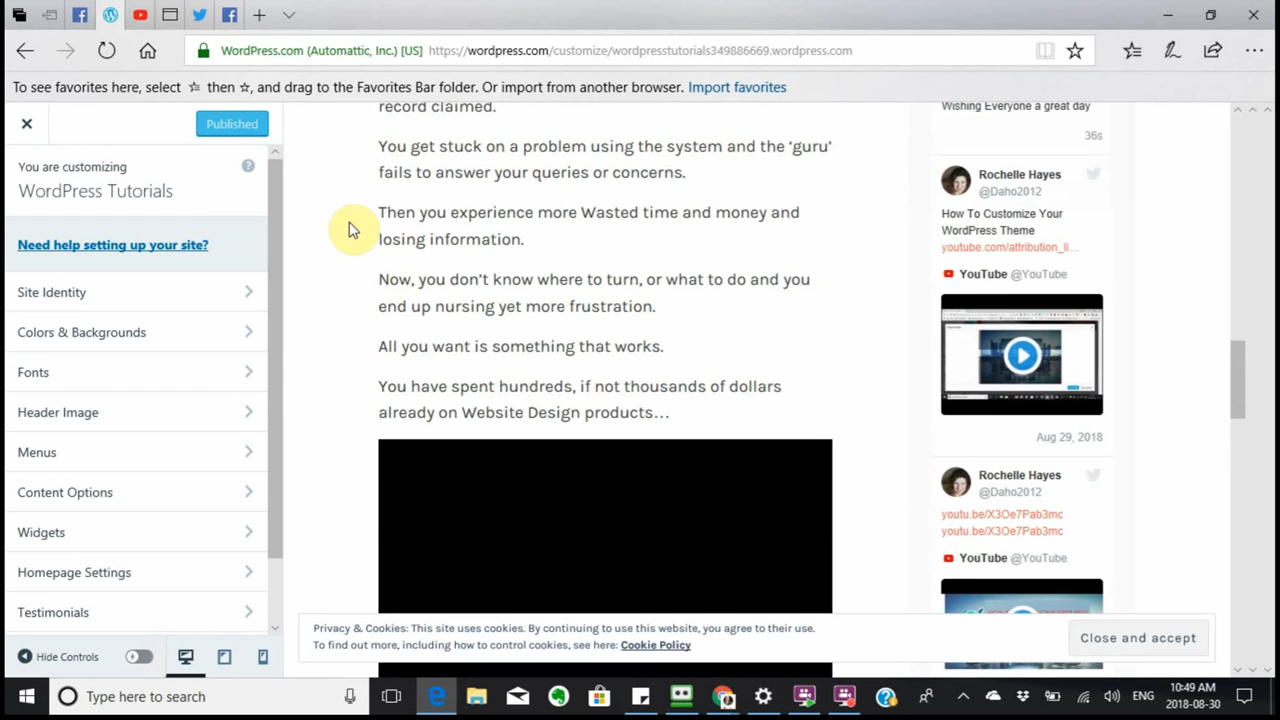 WordPress.com (Automattic, Inc.) [US] https://wordpress.com/customize/wordpresstutorials349886669.wordpress.com
To see favorites here, select ☆ then ☆, and drag to the Favorites Bar folder. Or import from another browser. Import favorites
Published
You are customizing
WordPress Tutorials
Need help setting up your site?
Site Identity
Colors & Backgrounds
Fonts
Header Image
Menus
Content Options
Widgets
Homepage Settings
Testimonials
Hide Controls
record claimed.
You get stuck on a problem using the system and the ‘guru’
fails to answer your queries or concerns.
Then you experience more Wasted time and money and
losing information.
Now, you don’t know where to turn, or what to do and you
end up nursing yet more frustration.
All you want is something that works.
You have spent hundreds, if not thousands of dollars
already on Website Design products…
Wishing Everyone a great day
36s
Rochelle Hayes
@Daho2012
How To Customize Your
WordPress Theme
youtube.com/attribution_li…
YouTube @YouTube
Aug 29, 2018
Rochelle Hayes
@Daho2012
youtu.be/X3Oe7Pab3mc
youtu.be/X3Oe7Pab3mc
YouTube @YouTube
Privacy & Cookies: This site uses cookies. By continuing to use this website, you agree to their use.
To find out more, including how to control cookies, see here: Cookie Policy
Close and accept
Type here to search
ENG
10:49 AM
2018-08-30